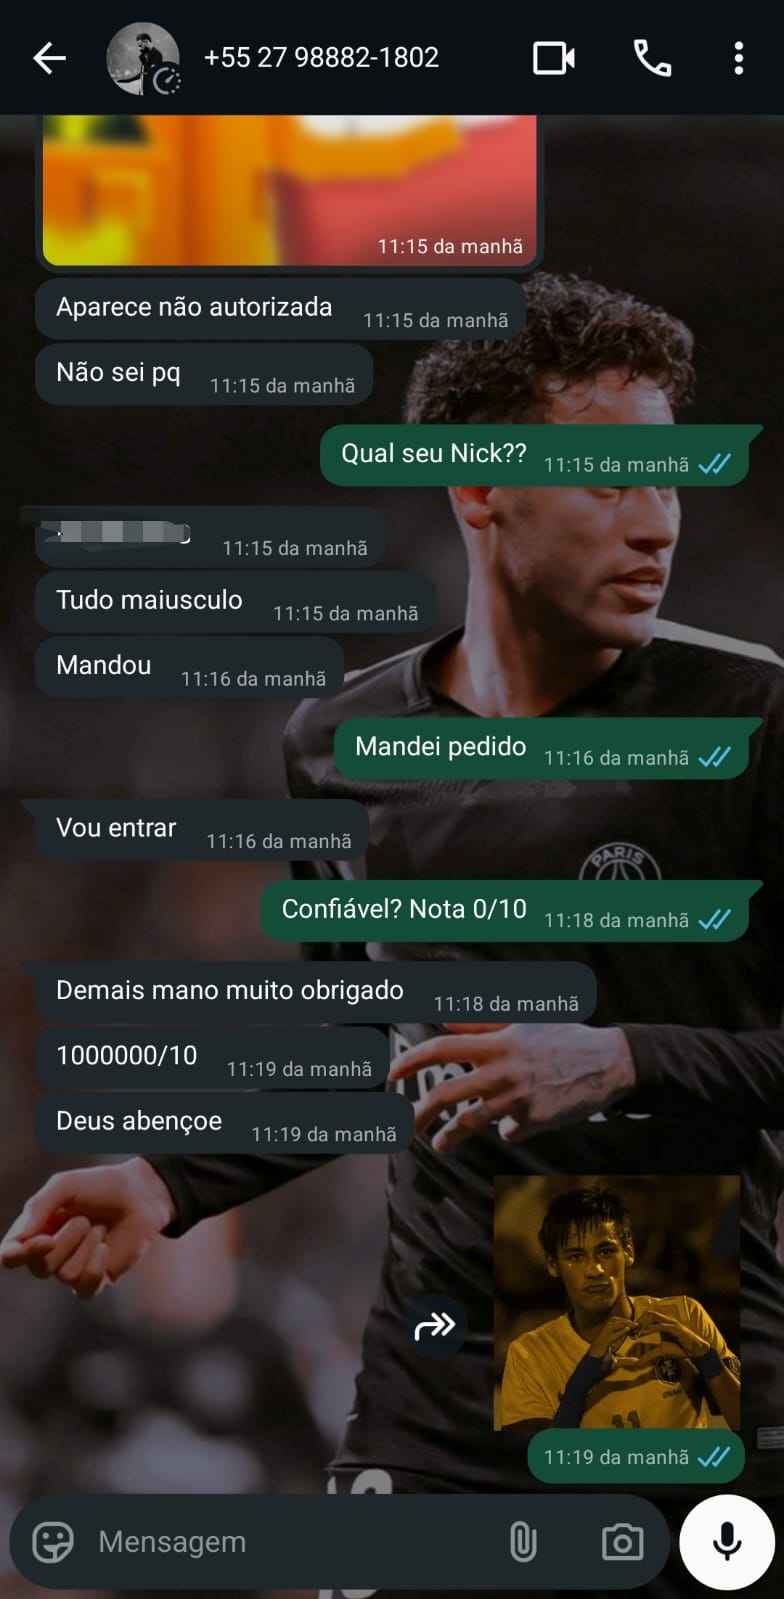 +55 27 98882-1802
11:15 da manhã
Aparece não autorizada 11:15 da manhã
Não sei pq 11:15 da manhã
Qual seu Nick?? 11:15 da manhã
11:15 da manhã
Tudo maiusculo 11:15 da manhã
Mandou 11:16 da manhã
Mandei pedido 11:16 da manhã
Vou entrar 11:16 da manhã
PARIS
Confiável? Nota 0/10 11:18 da manhã
Demais mano muito obrigado 11:18 da manhã
1000000/10 11:19 da manhã
Deus abençoe 11:19 da manhã
11
11:19 da manhã
Mensagem